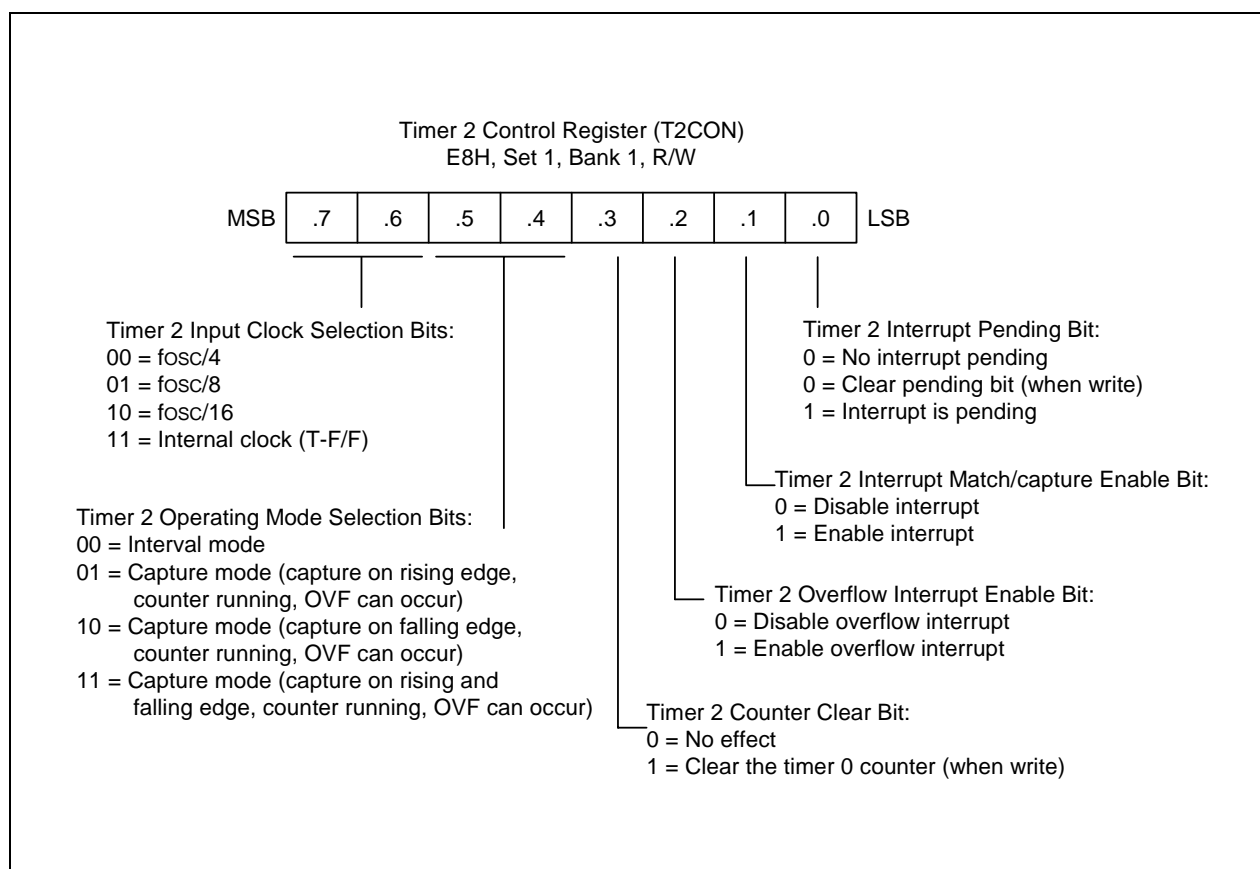 Timer 2 Control Register (T2CON)
E8H, Set 1, Bank 1, R/W
MSB .7 .6 .5 .4 .3 .2 .1 .0 LSB
Timer 2 Input Clock Selection Bits:
00 = fOSC/4
01 = fOSC/8
10 = fOSC/16
11 = Internal clock (T-F/F)
Timer 2 Operating Mode Selection Bits:
00 = Interval mode
01 = Capture mode (capture on rising edge,
counter running, OVF can occur)
10 = Capture mode (capture on falling edge,
counter running, OVF can occur)
11 = Capture mode (capture on rising and
falling edge, counter running, OVF can occur)
Timer 2 Interrupt Pending Bit:
0 = No interrupt pending
0 = Clear pending bit (when write)
1 = Interrupt is pending
Timer 2 Interrupt Match/capture Enable Bit:
0 = Disable interrupt
1 = Enable interrupt
Timer 2 Overflow Interrupt Enable Bit:
0 = Disable overflow interrupt
1 = Enable overflow interrupt
Timer 2 Counter Clear Bit:
0 = No effect
1 = Clear the timer 0 counter (when write)